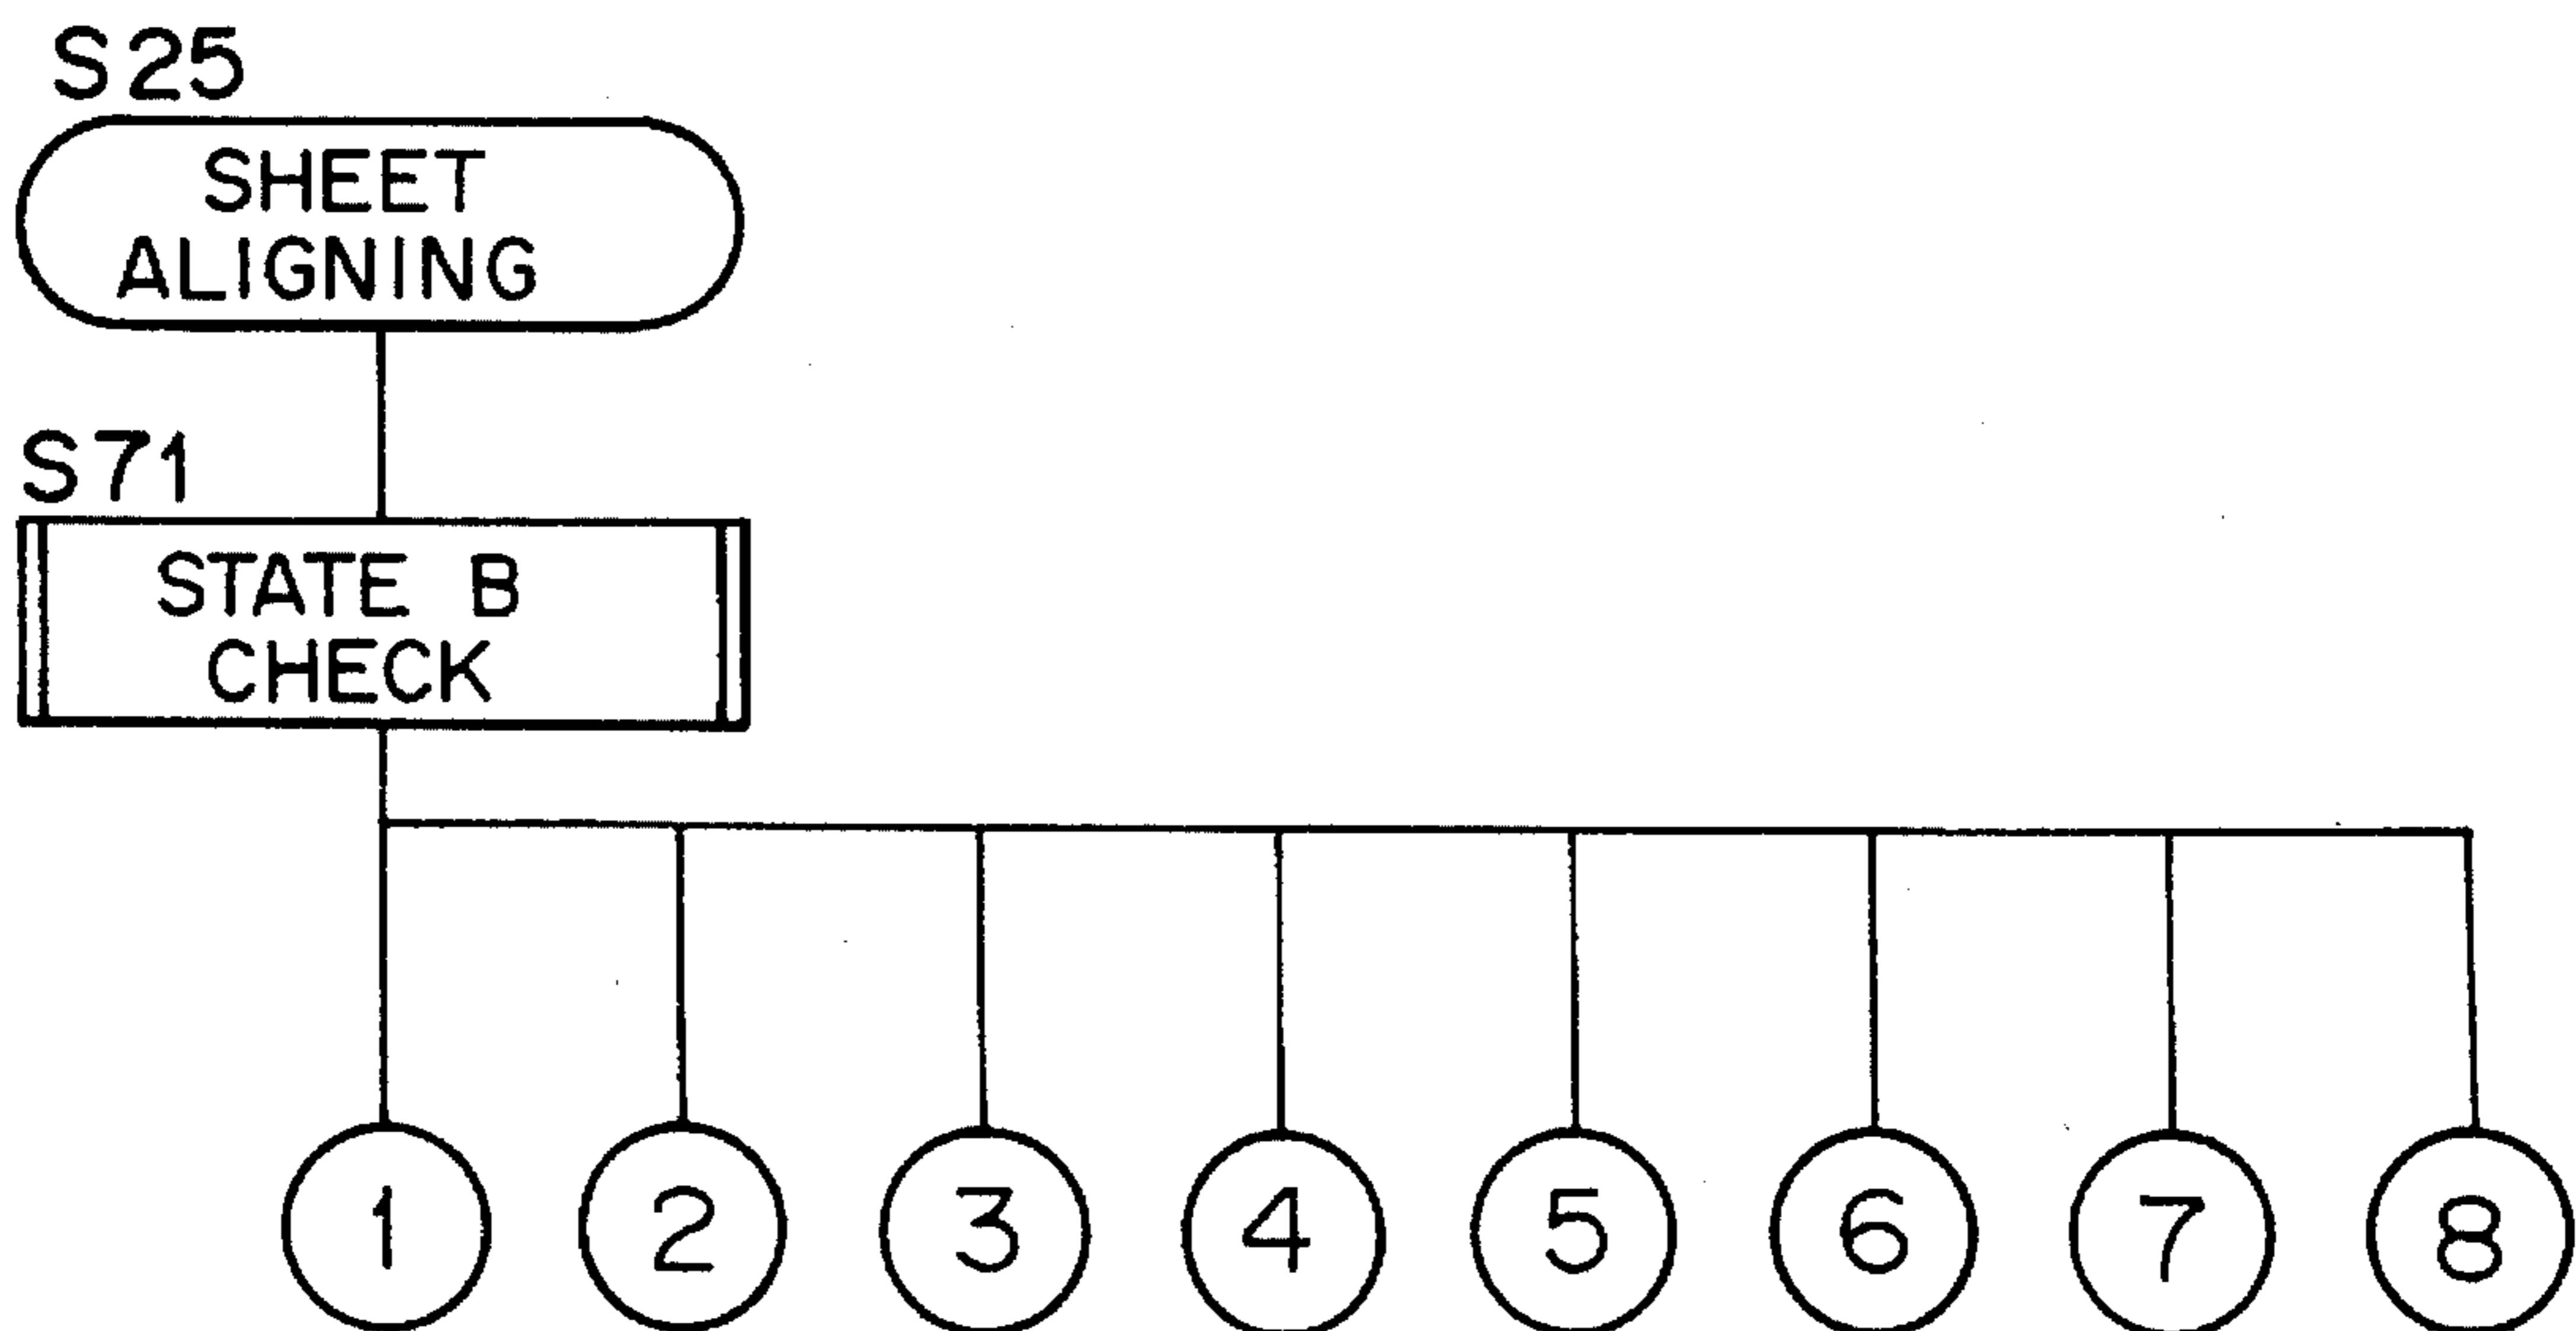 S25
SHEET
ALIGNING
S71
STATE B
CHECK
1 2 3 4 5 6 7 8